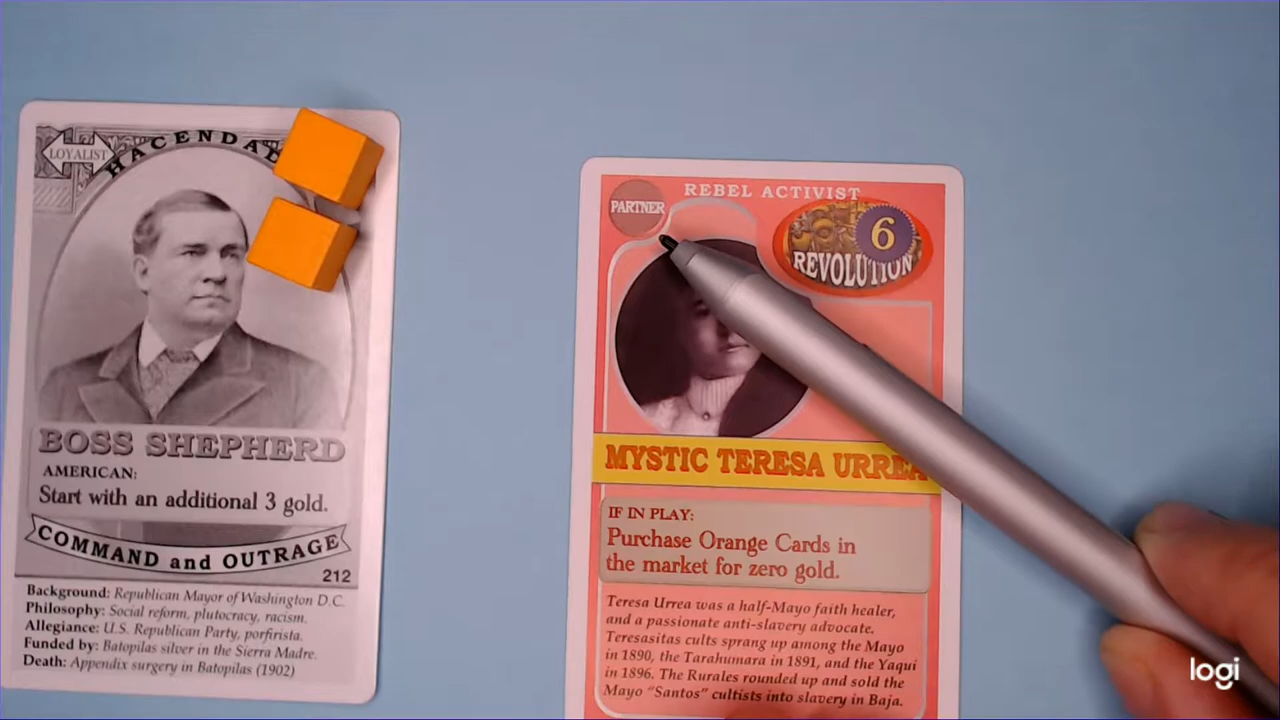 LOYALIST
HACENDAD
BOSS SHEPHERD
AMERICAN:
Start with an additional 3 gold.
COMMAND and OUTRAGE
212
Background: Republican Mayor of Washington D.C.
Philosophy: Social reform, plutocracy, racism.
Allegiance: U.S. Republican Party, porfirista.
Funded by: Batopilas silver in the Sierra Madre.
Death: Appendix surgery in Batopilas (1902)
REBEL ACTIVIST
PARTNER
6
REVOLUTION
MYSTIC TERESA URREA
IF IN PLAY:
Purchase Orange Cards in
the market for zero gold.
Teresa Urrea was a half-Mayo faith healer,
and a passionate anti-slavery advocate.
Teresasitas cults sprang up among the Mayo
in 1890, the Tarahumara in 1891, and the Yaqui
in 1896. The Rurales rounded up and sold the
Mayo "Santos" cultists into slavery in Baja.
logi